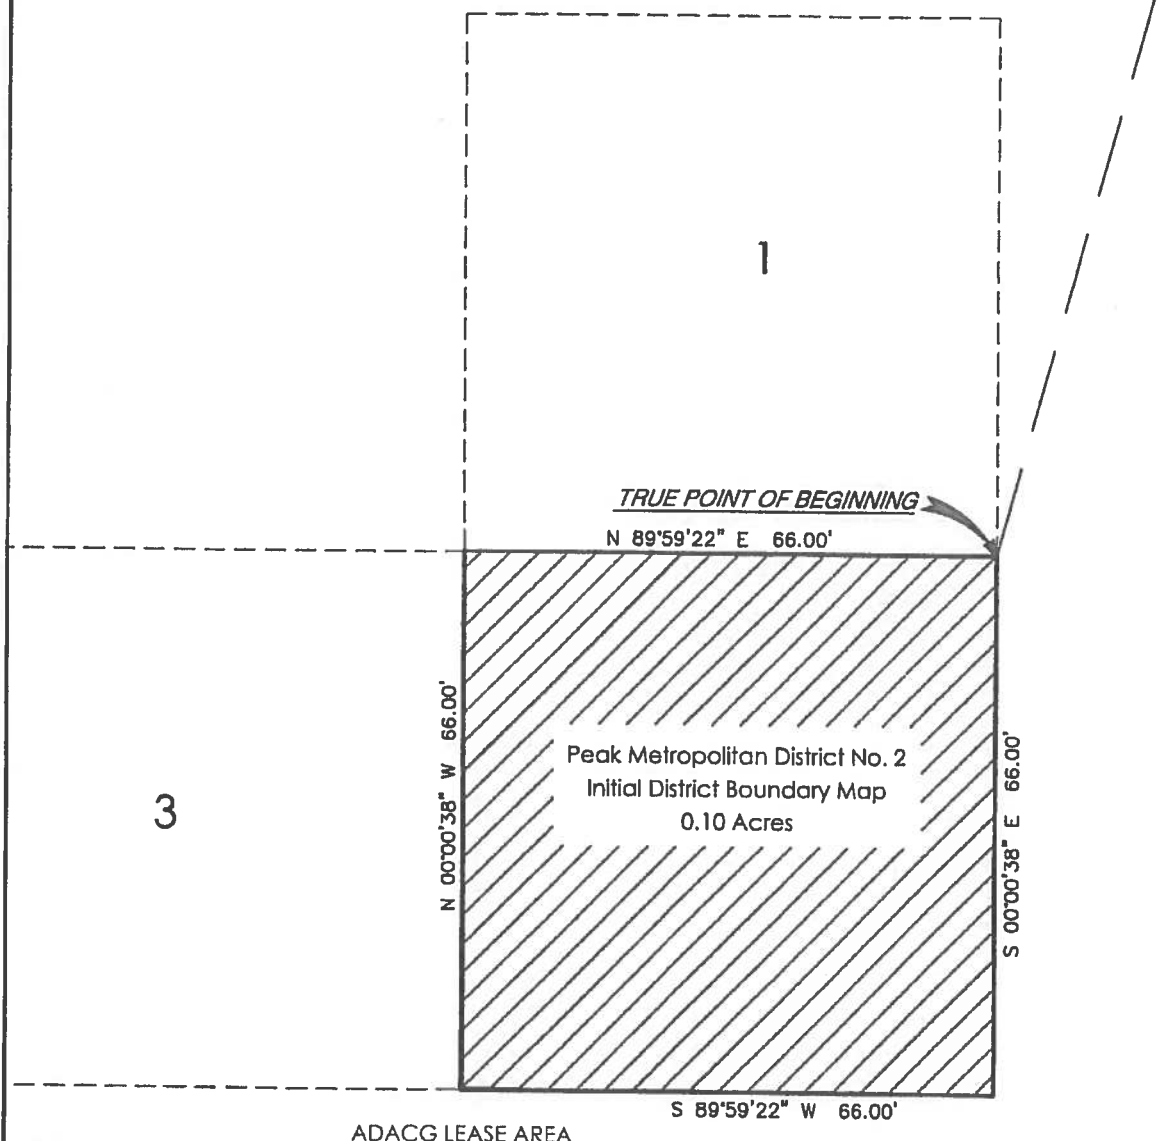 1
TRUE POINT OF BEGINNING
N 89°59'22" E 66.00'
N 00°00'38" W 66.00'
Peak Metropolitan District No. 2
Initial District Boundary Map
0.10 Acres
S 00°00'38" E 66.00'
3
S 89°59'22" W 66.00'
ADACG LEASE AREA